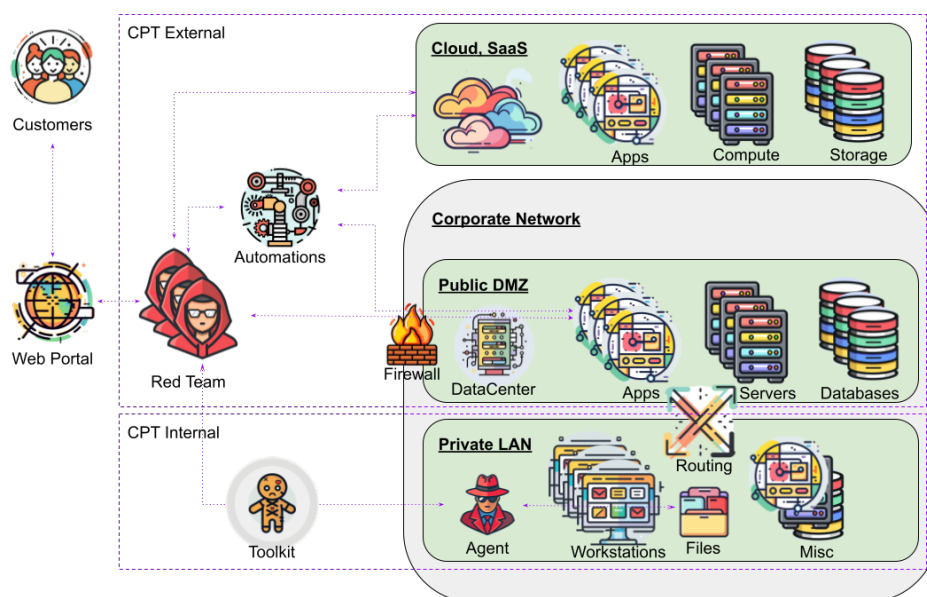 CPT External
Customers
Cloud, SaaS
Apps
Compute
Storage
Automations
Corporate Network
Web Portal
Red Team
Public DMZ
Firewall
DataCenter
Apps
Servers
Databases
CPT Internal
Private LAN
Routing
Toolkit
Agent
Workstations
Files
Misc